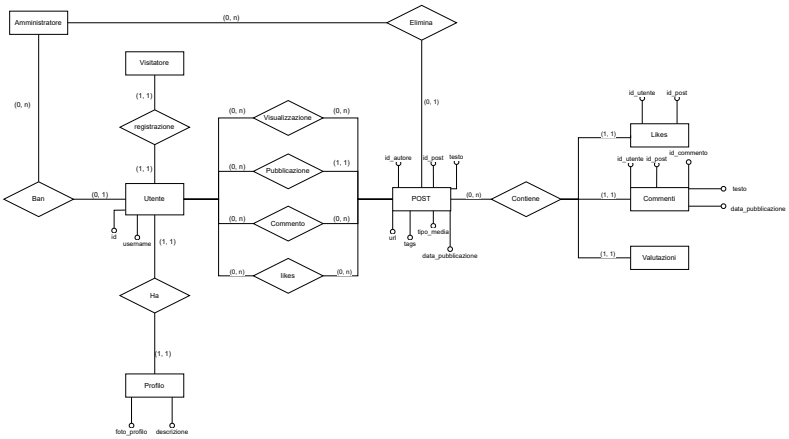 Amministratore
(0, n)
Elimina
Visitatore
(0, n)
(1, 1)
registrazione
(1, 1)
(0, n)
Visualizzazione
(0, n)
(0, 1)
id_utente
id_post
(1, 1)
Likes
(0, n)
Pubblicazione
(1, 1)
id_autore
id_post
testo
id_commento
id_utente
id_post
Ban
(0, 1)
Utente
POST
(0, n)
Contiene
(1, 1)
Commenti
testo
data_pubblicazione
id
username
(0, n)
Commento
(0, n)
url
tags
tipo_media
data_pubblicazione
(1, 1)
(1, 1)
Valutazioni
(0, n)
likes
(0, n)
Ha
(1, 1)
Profilo
foto_profilo
descrizione